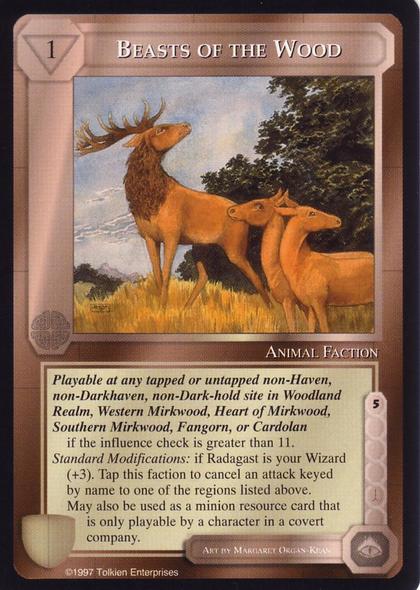 1
BEASTS OF THE WOOD
ANIMAL FACTION
Playable at any tapped or untapped non-Haven,
non-Darkhaven, non-Dark-hold site in Woodland
Realm, Western Mirkwood, Heart of Mirkwood,
Southern Mirkwood, Fangorn, or Cardolan
if the influence check is greater than 11.
Standard Modifications: if Radagast is your Wizard
(+3). Tap this faction to cancel an attack keyed
by name to one of the regions listed above.
May also be used as a minion resource card that
is only playable by a character in a covert
company.
5
ART BY MARGARET ORGAN-KEAN
©1997 Tolkien Enterprises